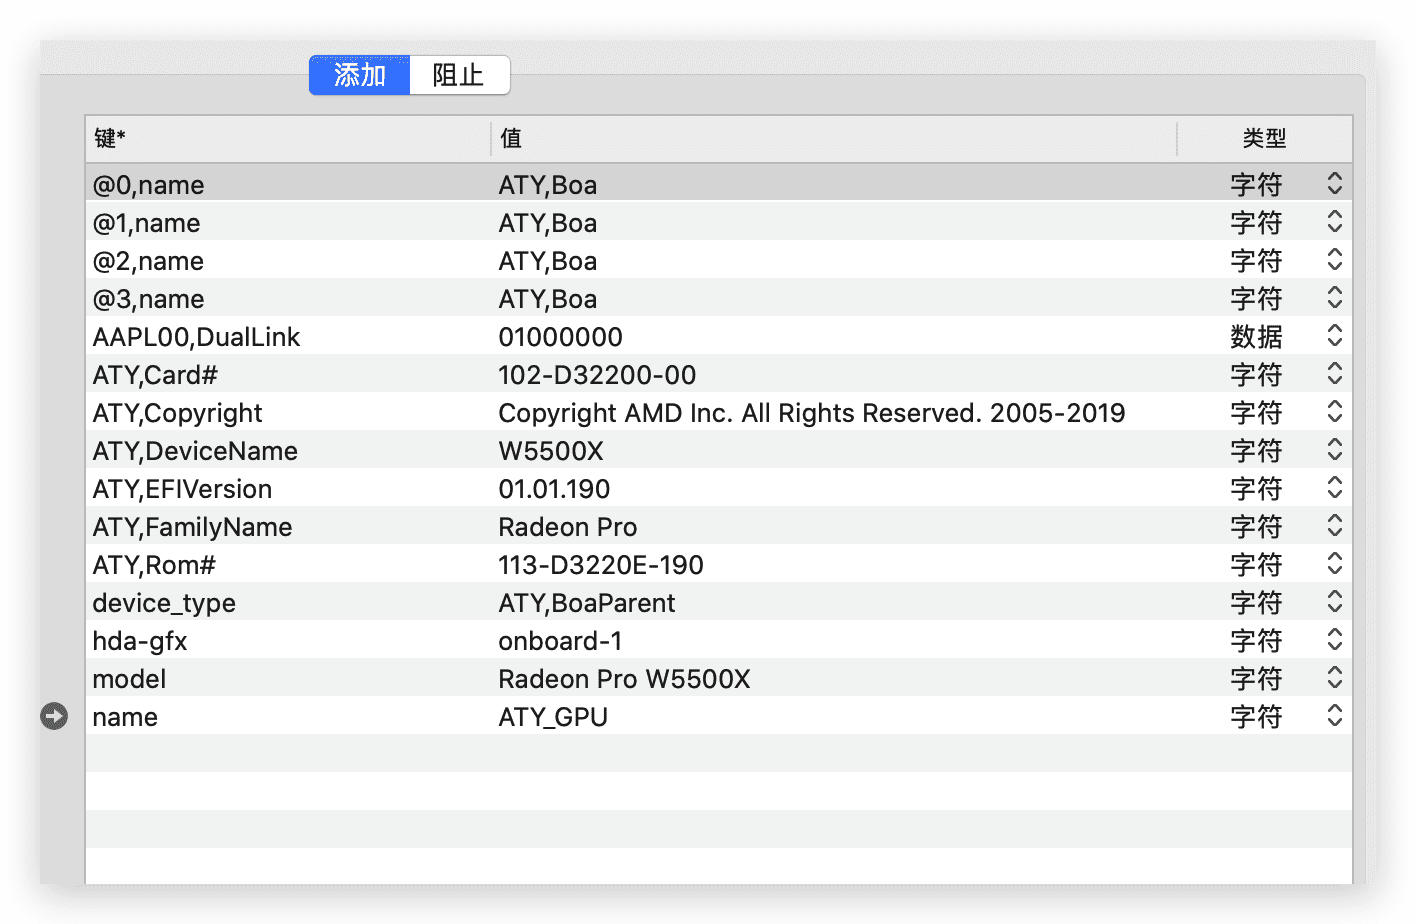 添加 阻止
键* 值 类型
@0,name ATY,Boa 字符
@1,name ATY,Boa 字符
@2,name ATY,Boa 字符
@3,name ATY,Boa 字符
AAPL00,DualLink 01000000 数据
ATY,Card# 102-D32200-00 字符
ATY,Copyright Copyright AMD Inc. All Rights Reserved. 2005-2019 字符
ATY,DeviceName W5500X 字符
ATY,EFIVersion 01.01.190 字符
ATY,FamilyName Radeon Pro 字符
ATY,Rom# 113-D3220E-190 字符
device_type ATY,BoaParent 字符
hda-gfx onboard-1 字符
model Radeon Pro W5500X 字符
name ATY_GPU 字符